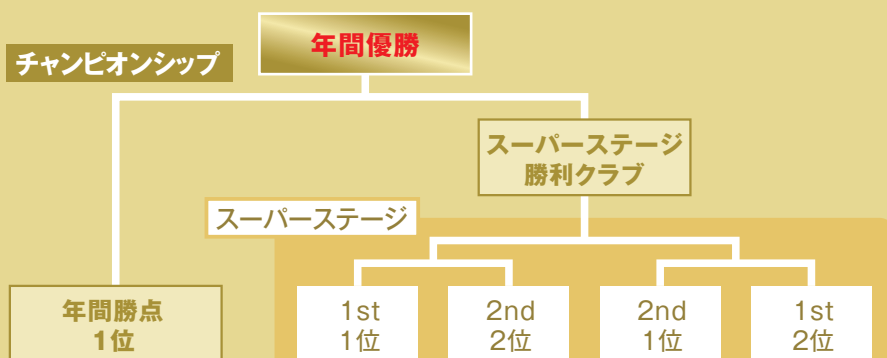 年間優勝
チャンピオンシップ
スーパーステージ
勝利クラブ
スーパーステージ
年間勝点
1位
1st
1位
2nd
2位
2nd
1位
1st
2位